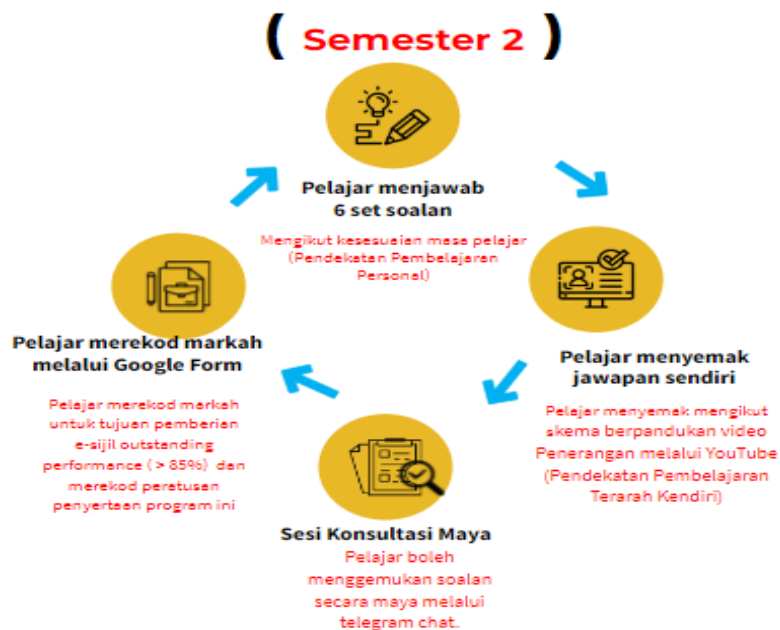 ( Semester 2 )
Pelajar menjawab
6 set soalan
Mengikut kesesuaian masa pelajar
(Pendekatan Pembelajaran
Personal)
Pelajar menyemak
jawapan sendiri
Pelajar menyemak mengikut
skema berpandukan video
Penerangan melalui YouTube
(Pendekatan Pembelajaran
Terarah Kendiri)
Sesi Konsultasi Maya
Pelajar boleh
menggemukan soalan
secara maya melalui
telegram chat.
Pelajar merekod markah
melalui Google Form
Pelajar merekod markah
untuk tujuan pemberian
e-sijil outstanding
performance ( > 85%) dan
merekod peratusan
penyertaan program ini